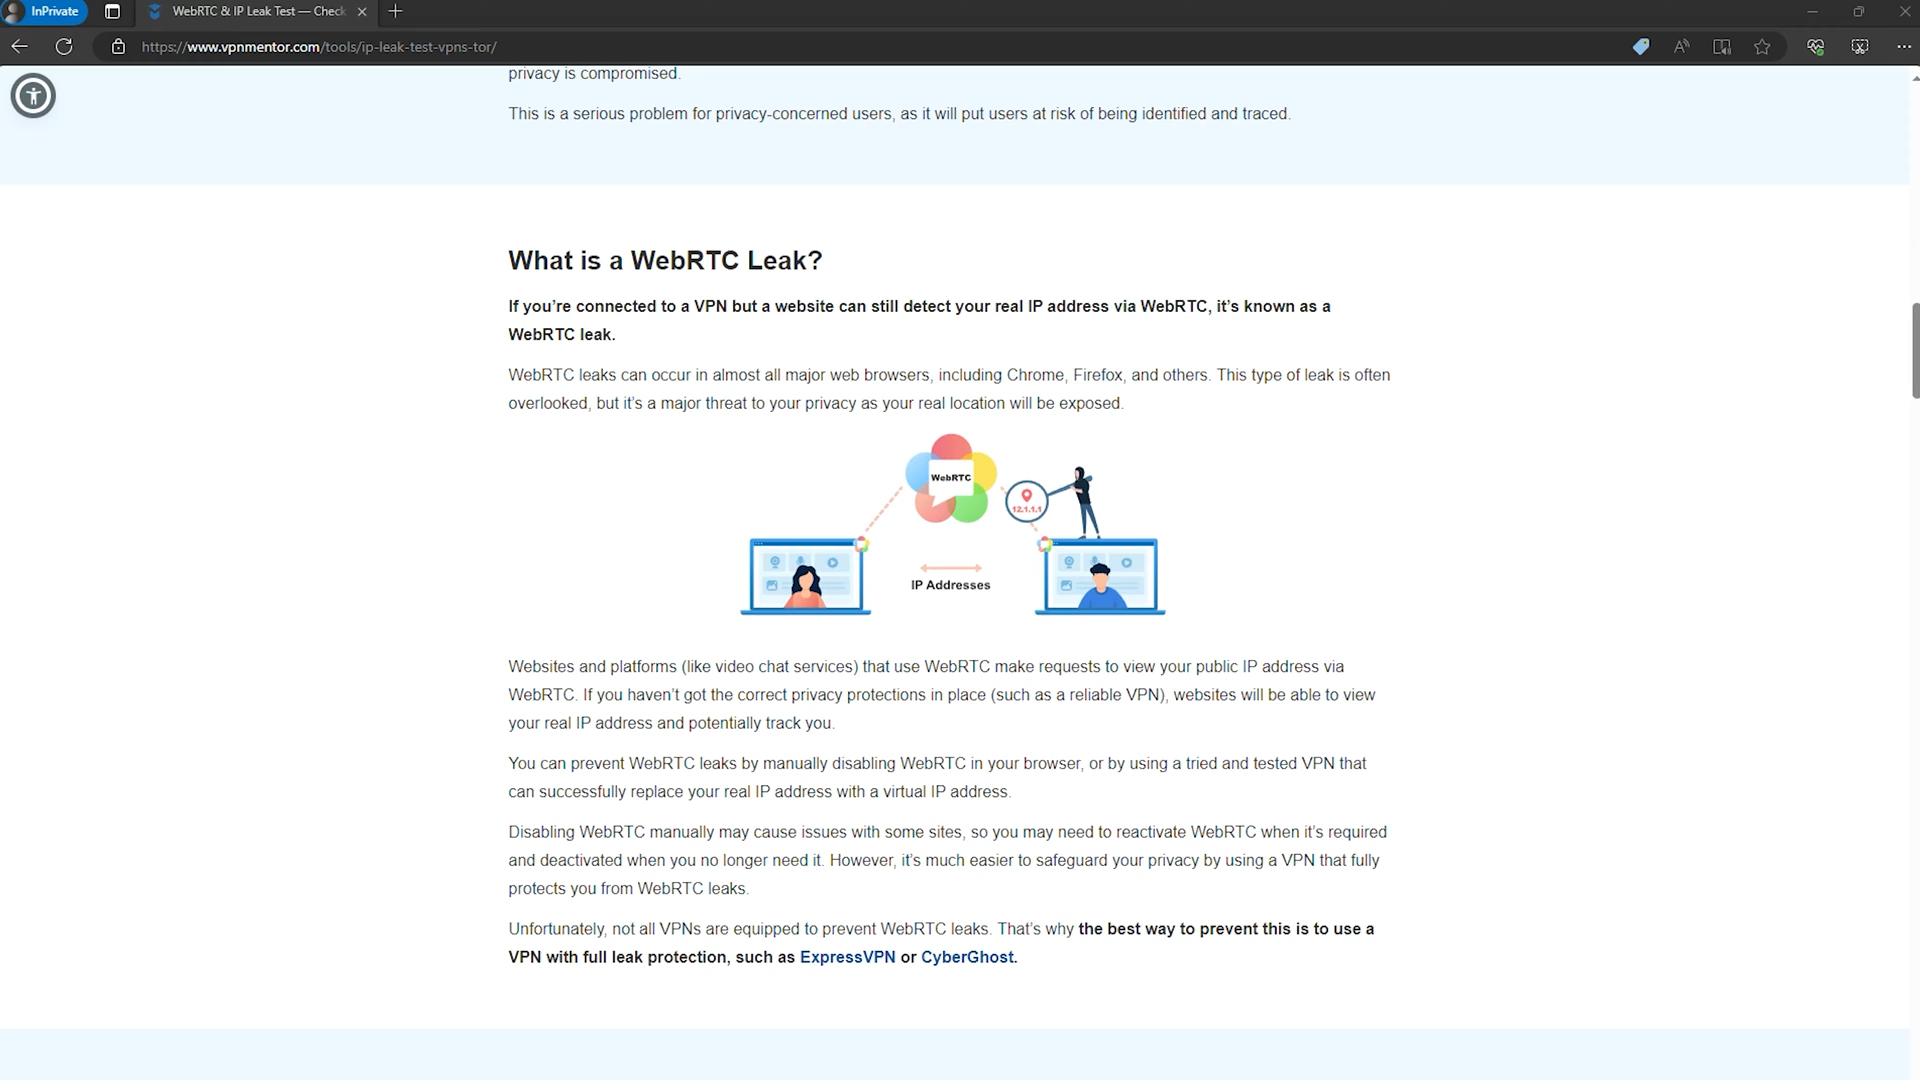 InPrivate
WebRTC & IP Leak Test — Check
https://www.vpnmentor.com/tools/ip-leak-test-vpns-tor/
privacy is compromised.
This is a serious problem for privacy-concerned users, as it will put users at risk of being identified and traced.
What is a WebRTC Leak?
If you’re connected to a VPN but a website can still detect your real IP address via WebRTC, it’s known as a
WebRTC leak.
WebRTC leaks can occur in almost all major web browsers, including Chrome, Firefox, and others. This type of leak is often
overlooked, but it’s a major threat to your privacy as your real location will be exposed.
WebRTC
12.1.1.1
IP Addresses
Websites and platforms (like video chat services) that use WebRTC make requests to view your public IP address via
WebRTC. If you haven’t got the correct privacy protections in place (such as a reliable VPN), websites will be able to view
your real IP address and potentially track you.
You can prevent WebRTC leaks by manually disabling WebRTC in your browser, or by using a tried and tested VPN that
can successfully replace your real IP address with a virtual IP address.
Disabling WebRTC manually may cause issues with some sites, so you may need to reactivate WebRTC when it’s required
and deactivated when you no longer need it. However, it’s much easier to safeguard your privacy by using a VPN that fully
protects you from WebRTC leaks.
Unfortunately, not all VPNs are equipped to prevent WebRTC leaks. That’s why the best way to prevent this is to use a
VPN with full leak protection, such as ExpressVPN or CyberGhost.